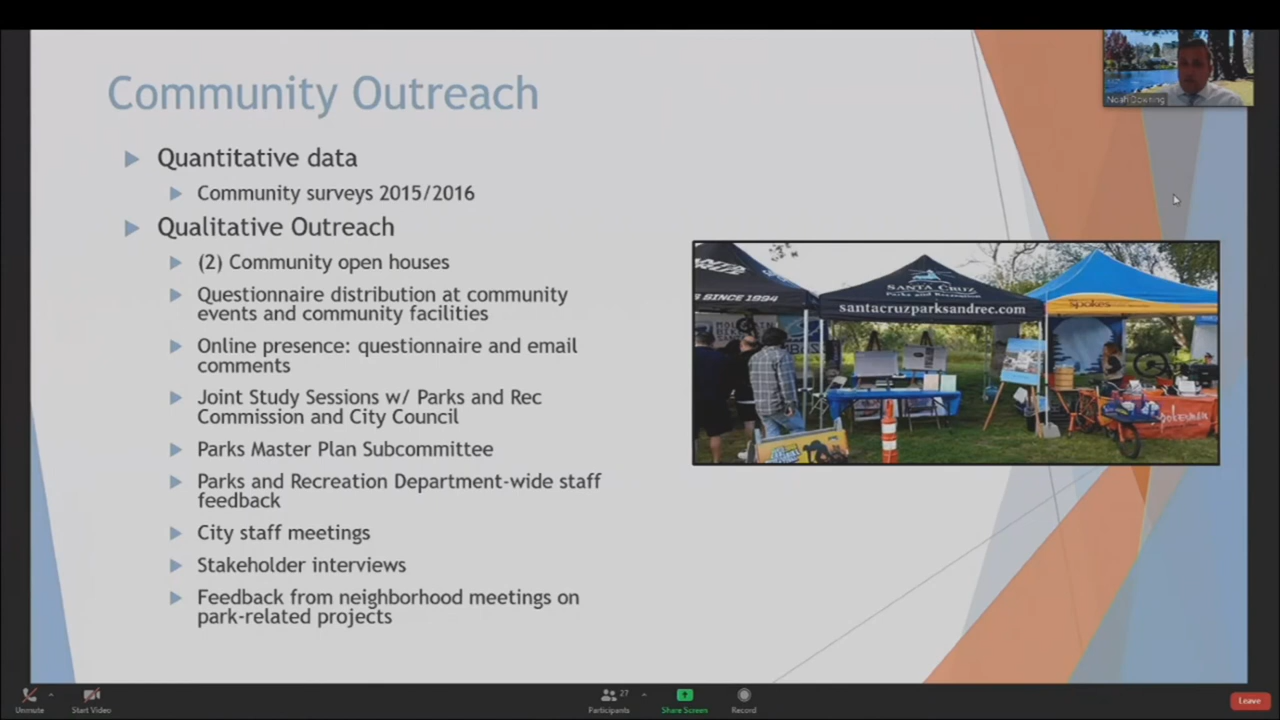 Community Outreach
Quantitative data
Community surveys 2015/2016
Qualitative Outreach
(2) Community open houses
Questionnaire distribution at community
events and community facilities
Online presence: questionnaire and email
comments
Joint Study Sessions w/ Parks and Rec
Commission and City Council
Parks Master Plan Subcommittee
Parks and Recreation Department-wide staff
feedback
City staff meetings
Stakeholder interviews
Feedback from neighborhood meetings on
park-related projects
S SINCE 1994
SANTA CRUZ
Parks and Recreation
santacruzparksandrec.com
spokes
Unmute
Start Video
Participants
27
Share Screen
Record
Leave